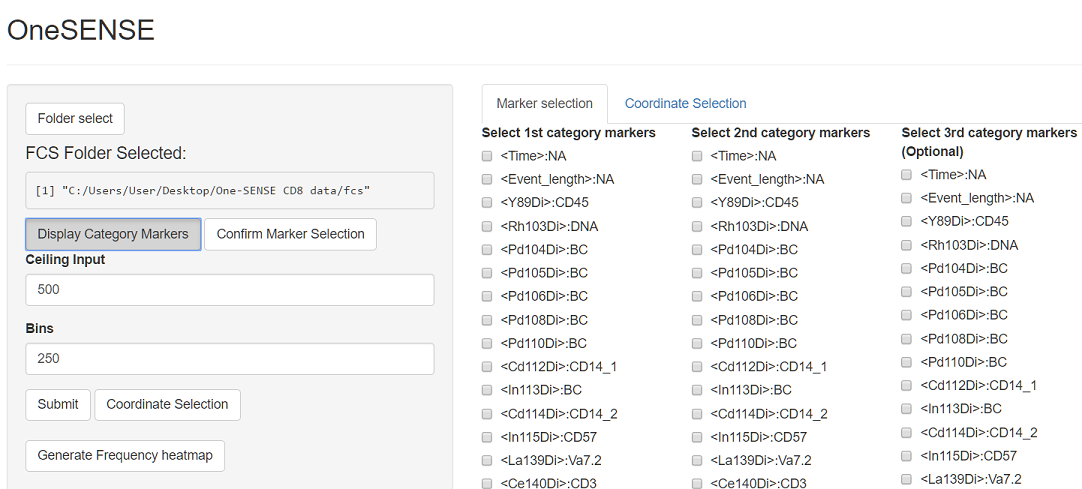 OneSENSE
Folder select
FCS Folder Selected:
[1] "C:/Users/User/Desktop/One-SENSE CD8 data/fcs"
Display Category Markers
Confirm Marker Selection
Ceiling Input
500
Bins
250
Submit
Coordinate Selection
Generate Frequency heatmap
Marker selection
Coordinate Selection
Select 1st category markers
<Time>:NA
<Event_length>:NA
<Y89Di>:CD45
<Rh103Di>:DNA
<Pd104Di>:BC
<Pd105Di>:BC
<Pd106Di>:BC
<Pd108Di>:BC
<Pd110Di>:BC
<Cd112Di>:CD14_1
<In113Di>:BC
<Cd114Di>:CD14_2
<In115Di>:CD57
<La139Di>:Va7.2
<Ce140Di>:CD3
Select 2nd category markers
<Time>:NA
<Event_length>:NA
<Y89Di>:CD45
<Rh103Di>:DNA
<Pd104Di>:BC
<Pd105Di>:BC
<Pd106Di>:BC
<Pd108Di>:BC
<Pd110Di>:BC
<Cd112Di>:CD14_1
<In113Di>:BC
<Cd114Di>:CD14_2
<In115Di>:CD57
<La139Di>:Va7.2
<Ce140Di>:CD3
Select 3rd category markers
(Optional)
<Time>:NA
<Event_length>:NA
<Y89Di>:CD45
<Rh103Di>:DNA
<Pd104Di>:BC
<Pd105Di>:BC
<Pd106Di>:BC
<Pd108Di>:BC
<Pd110Di>:BC
<Cd112Di>:CD14_1
<In113Di>:BC
<Cd114Di>:CD14_2
<In115Di>:CD57
<La139Di>:Va7.2